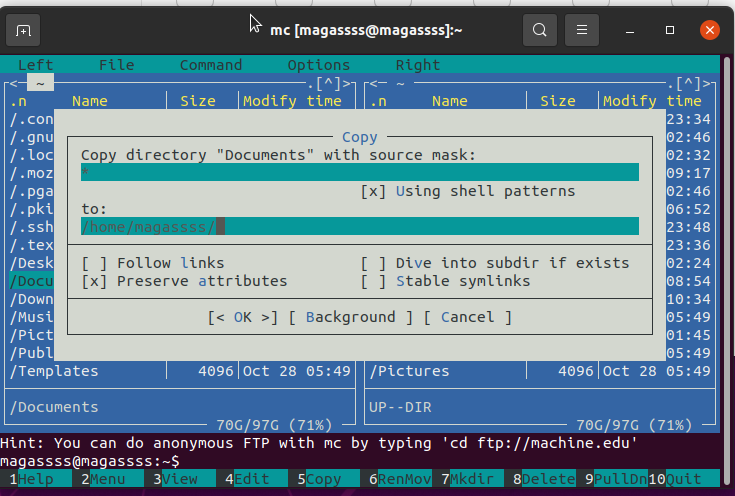 mc [magassss@magassss]:~
Left File Command Options Right
<─ ~ .[^]> <─ ~ .[^]>
.n Name Size Modify time .n Name Size Modify time
/.con 23:34
/.gnu 02:46
/.loc 02:32
/.moz 09:17
/.pga 02:46
/.pki 06:52
/.ssh 23:48
/.tex 23:36
/Desk 02:24
/Docu 08:54
/Down 10:34
/Musi 05:49
/Pict 01:45
/Publ 05:49
Copy
Copy directory "Documents" with source mask:
*
[x] Using shell patterns
to:
/home/magassss/
[ ] Follow links [ ] Dive into subdir if exists
[x] Preserve attributes [ ] Stable symlinks
[< OK >] [ Background ] [ Cancel ]
/Templates 4096 Oct 28 05:49 /Pictures 4096 Oct 28 05:49
/Documents UP--DIR
70G/97G (71%) 70G/97G (71%)
Hint: You can do anonymous FTP with mc by typing 'cd ftp://machine.edu'
magassss@magassss:~$
1Help 2Menu 3View 4Edit 5Copy 6RenMov 7Mkdir 8Delete 9PullDn 10Quit